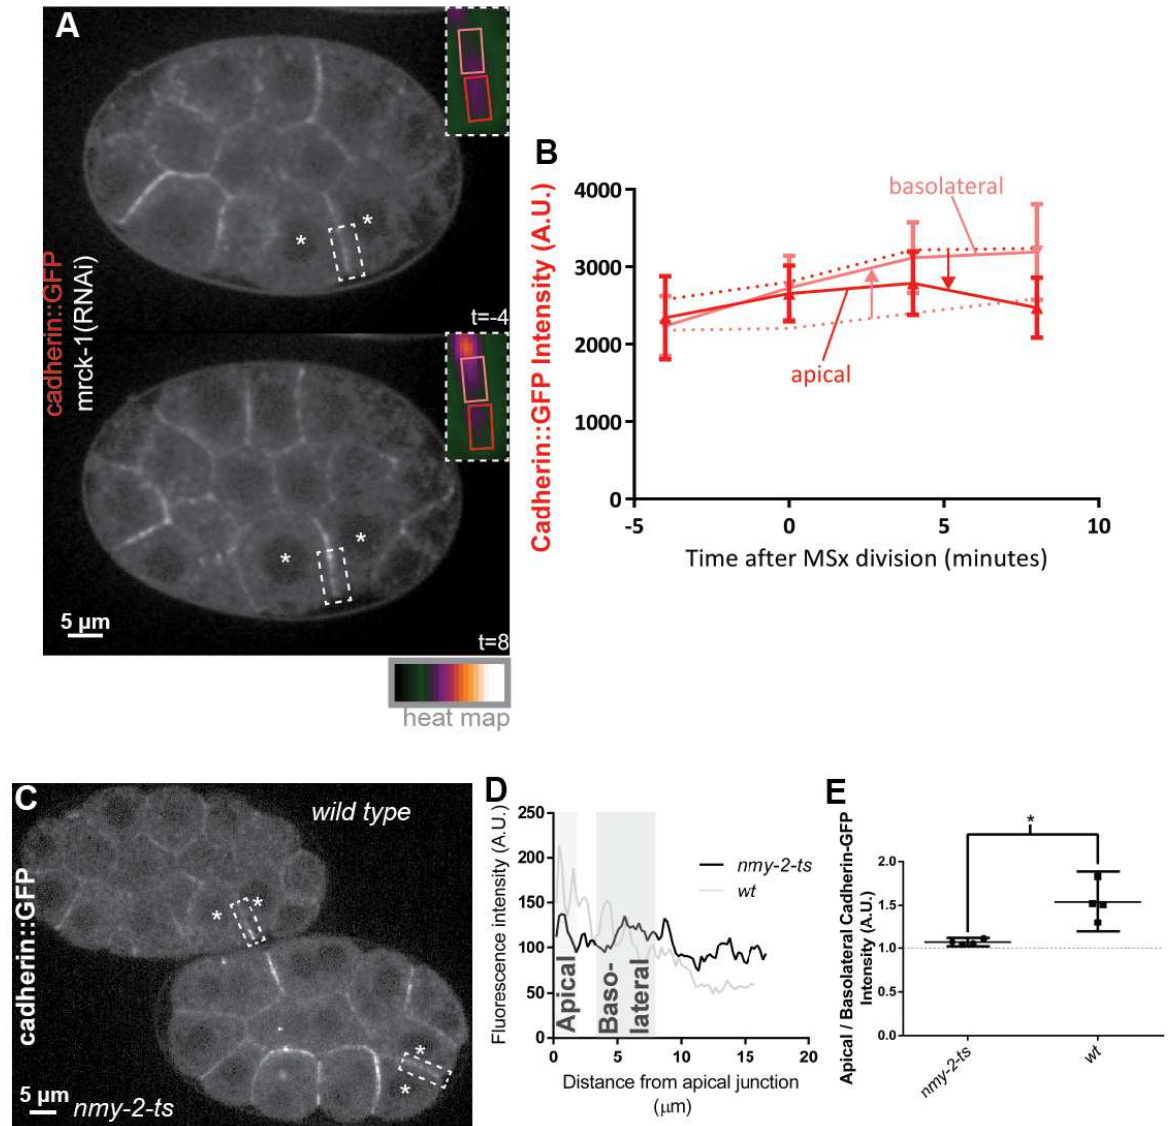 A
cadherin::GFP
mrck-1(RNAi)
*
*
t=-4
*
*
5 µm
t=8
heat map
B
Cadherin::GFP Intensity (A.U.)
4000
3000
2000
1000
0
basolateral
apical
-5
0
5
10
Time after MSx division (minutes)
C
wild type
cadherin::GFP
*
*
*
*
5 µm
nmy-2-ts
D
Fluorescence intensity (A.U.)
250
200
150
100
50
0
nmy-2-ts
wt
Apical
Baso-
lateral
0
5
10
15
20
Distance from apical junction
(µm)
E
Apical / Basolateral Cadherin-GFP
Intensity (A.U.)
*
2.0
1.5
1.0
0.5
0.0
nmy-2-ts
wt